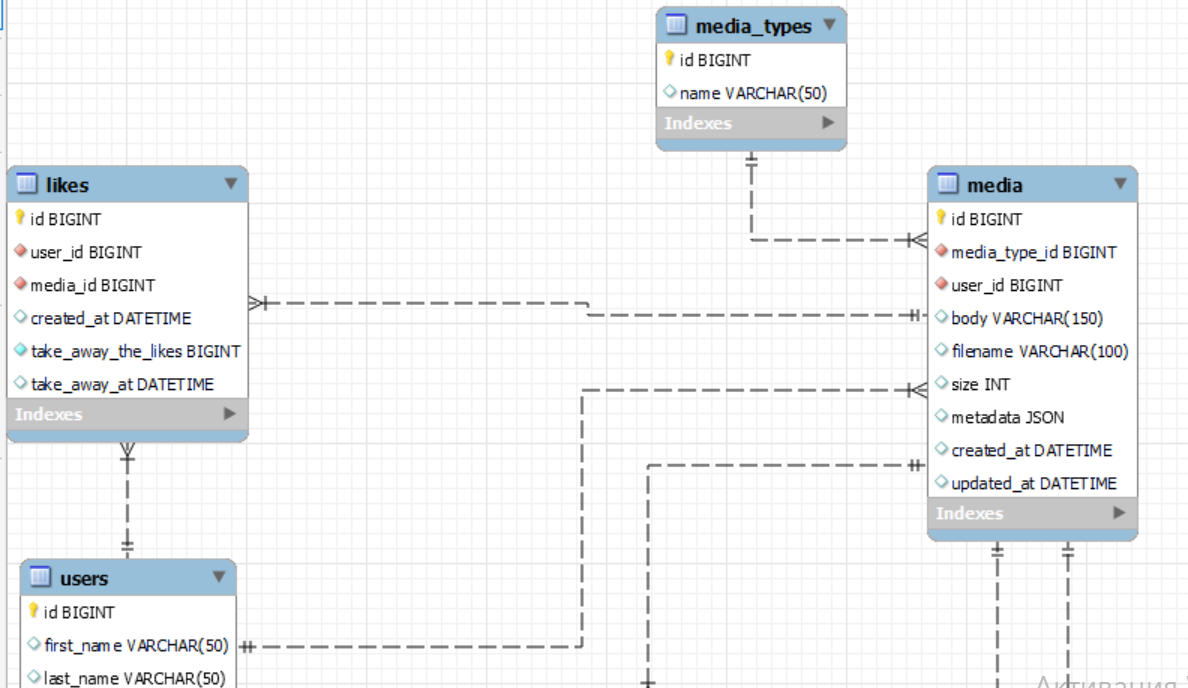 media_types
id BIGINT
name VARCHAR(50)
Indexes
likes
id BIGINT
user_id BIGINT
media_id BIGINT
created_at DATETIME
take_away_the_likes BIGINT
take_away_at DATETIME
Indexes
media
id BIGINT
media_type_id BIGINT
user_id BIGINT
body VARCHAR(150)
filename VARCHAR(100)
size INT
metadata JSON
created_at DATETIME
updated_at DATETIME
Indexes
users
id BIGINT
first_name VARCHAR(50)
last_name VARCHAR(50)
Активация